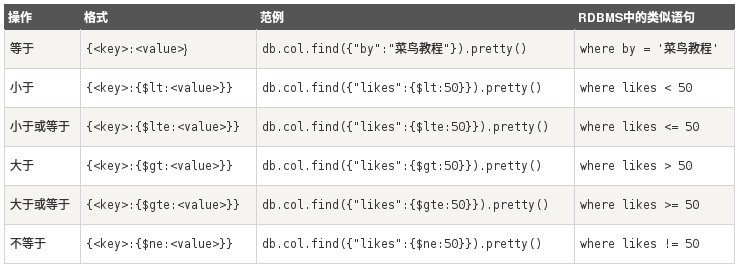 操作 格式 范例 RDBMS中的类似语句
等于 {<key>:<value>} db.col.find({"by":"菜鸟教程"}).pretty() where by = '菜鸟教程'
小于 {<key>:{$lt:<value>}} db.col.find({"likes":{$lt:50}}).pretty() where likes < 50
小于或等于 {<key>:{$lte:<value>}} db.col.find({"likes":{$lte:50}}).pretty() where likes <= 50
大于 {<key>:{$gt:<value>}} db.col.find({"likes":{$gt:50}}).pretty() where likes > 50
大于或等于 {<key>:{$gte:<value>}} db.col.find({"likes":{$gte:50}}).pretty() where likes >= 50
不等于 {<key>:{$ne:<value>}} db.col.find({"likes":{$ne:50}}).pretty() where likes != 50